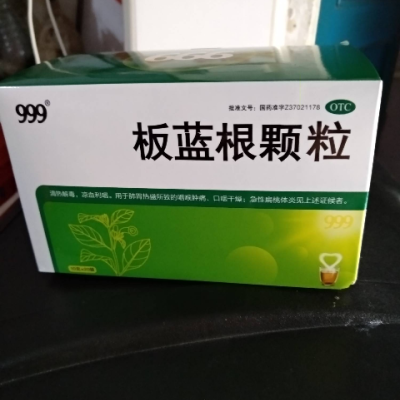 999®
批准文号：国药准字Z37021178 OTC
板蓝根颗粒
清热解毒，凉血利咽。用于肺胃热盛所致的咽喉肿痛、口咽干燥；急性扁桃体炎见上述证候者。
999